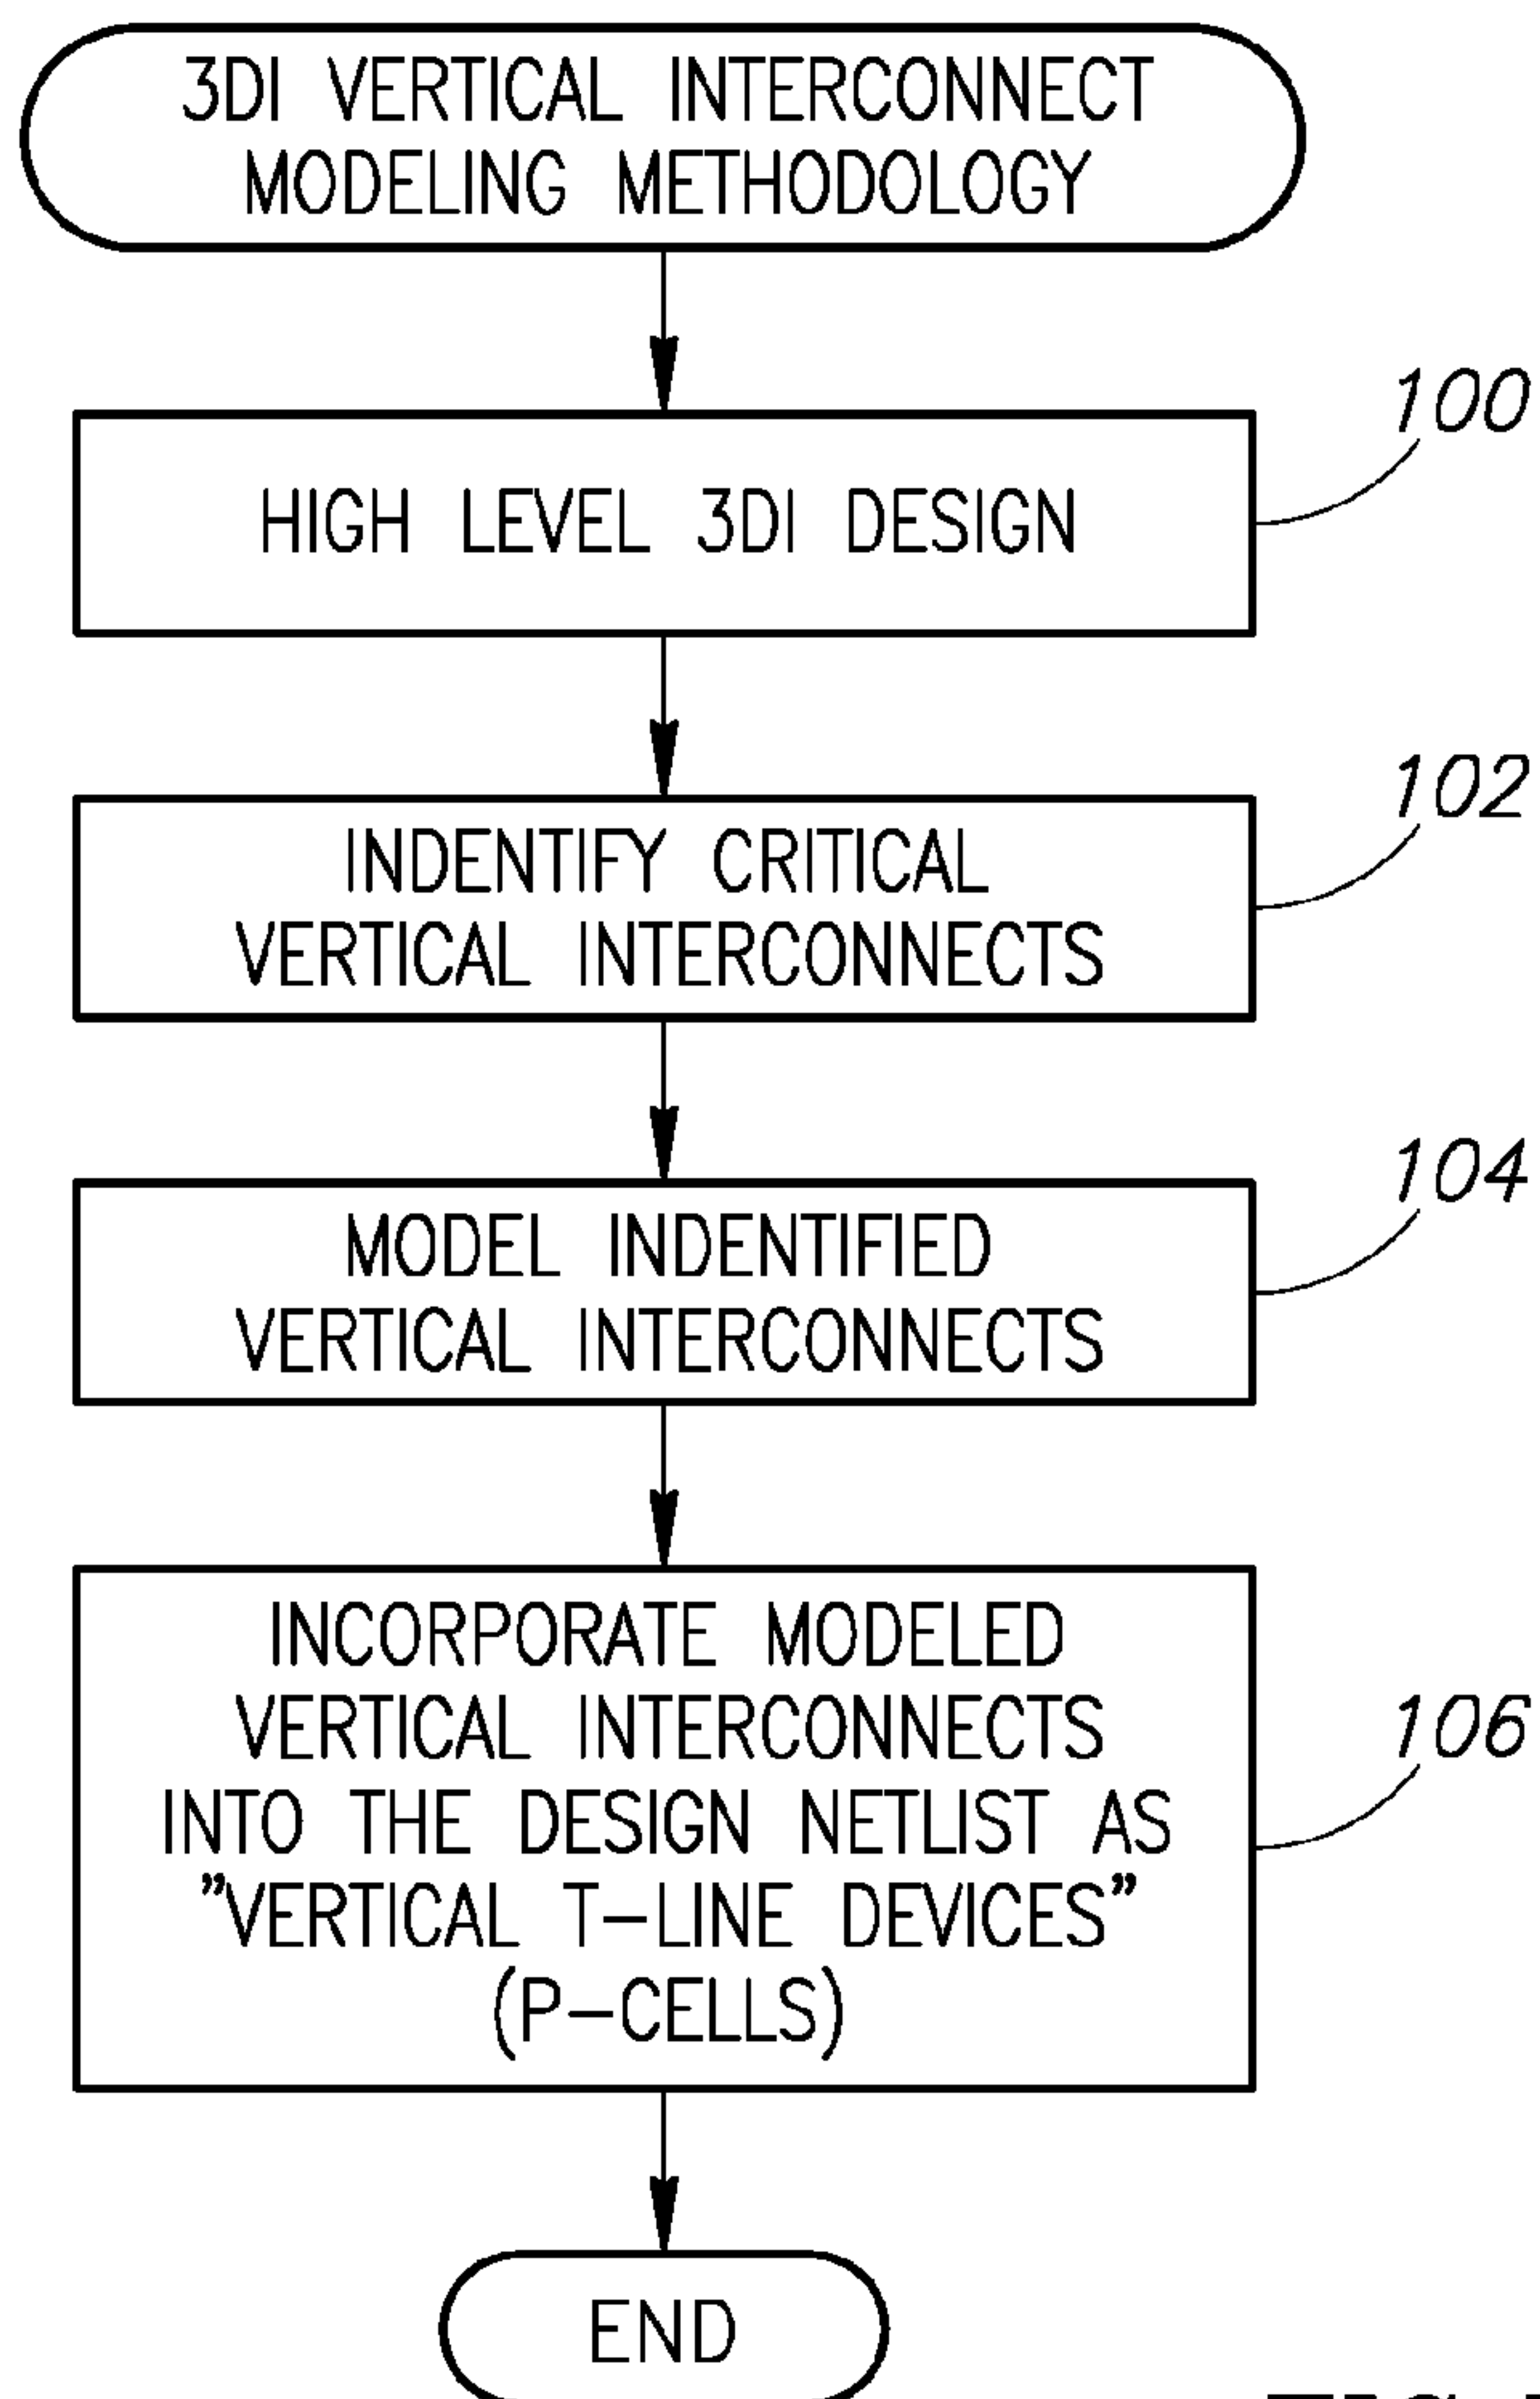 3DI VERTICAL INTERCONNECT
MODELING METHODOLOGY
100
HIGH LEVEL 3DI DESIGN
102
INDENTIFY CRITICAL
VERTICAL INTERCONNECTS
104
MODEL INDENTIFIED
VERTICAL INTERCONNECTS
106
INCORPORATE MODELED
VERTICAL INTERCONNECTS
INTO THE DESIGN NETLIST AS
"VERTICAL T-LINE DEVICES"
(P-CELLS)
END